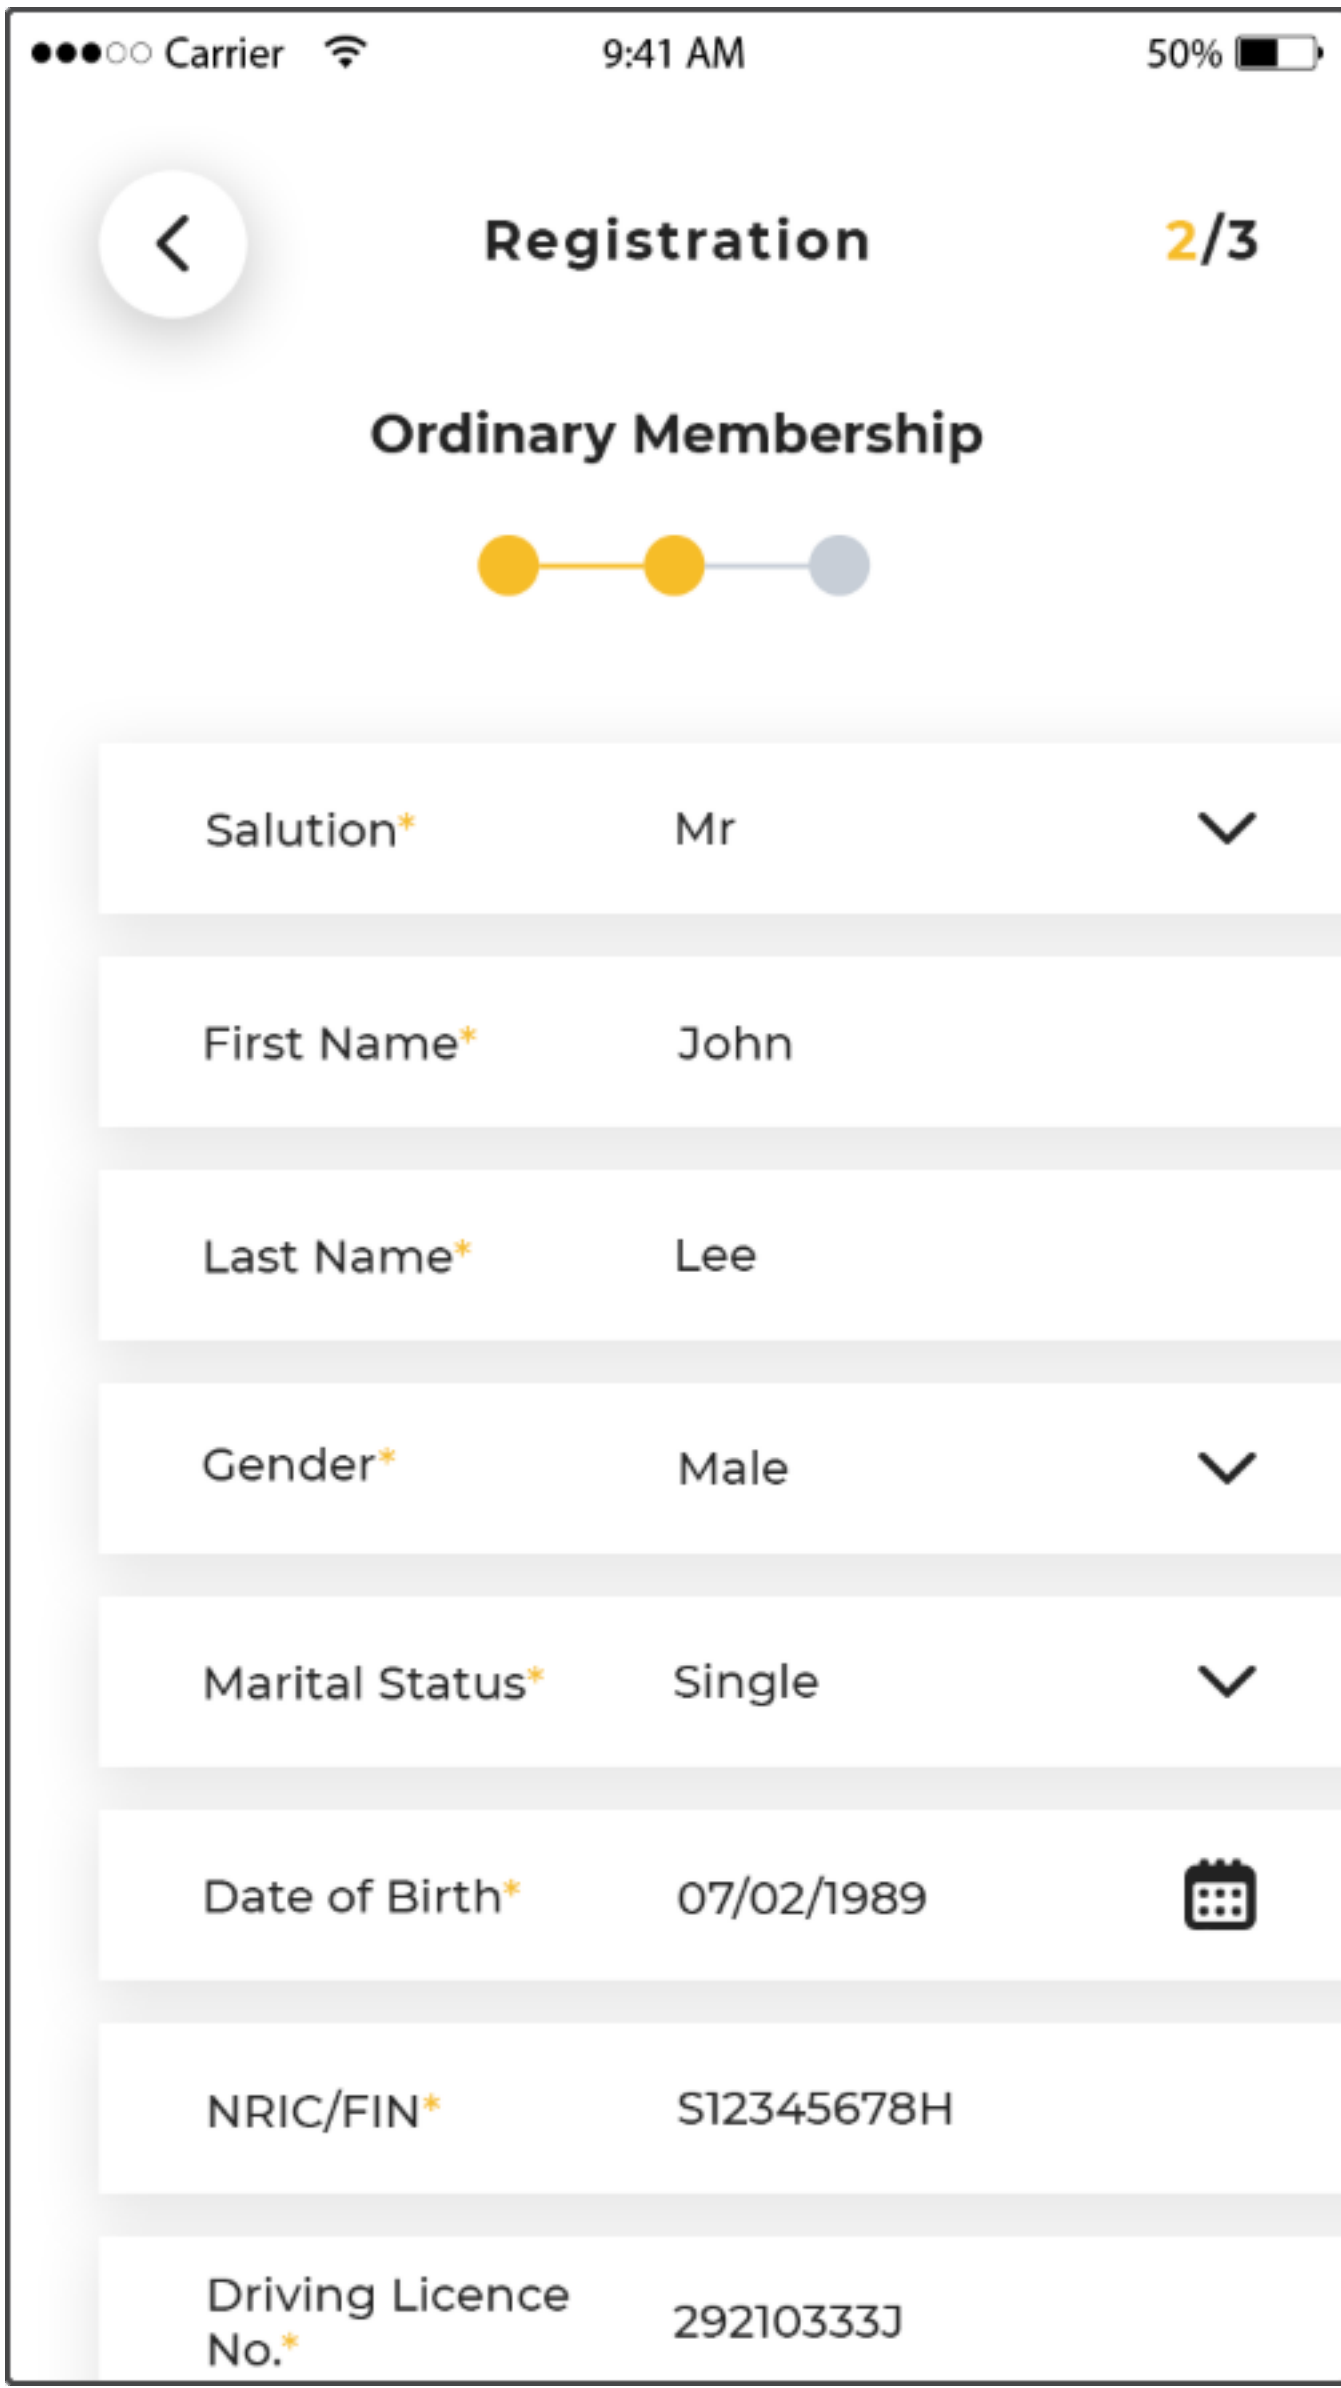 Carrier 9:41 AM 50%
Registration 2/3
Ordinary Membership
Salution* Mr
First Name* John
Last Name* Lee
Gender* Male
Marital Status* Single
Date of Birth* 07/02/1989
NRIC/FIN* S12345678H
Driving Licence
No.* 29210333J